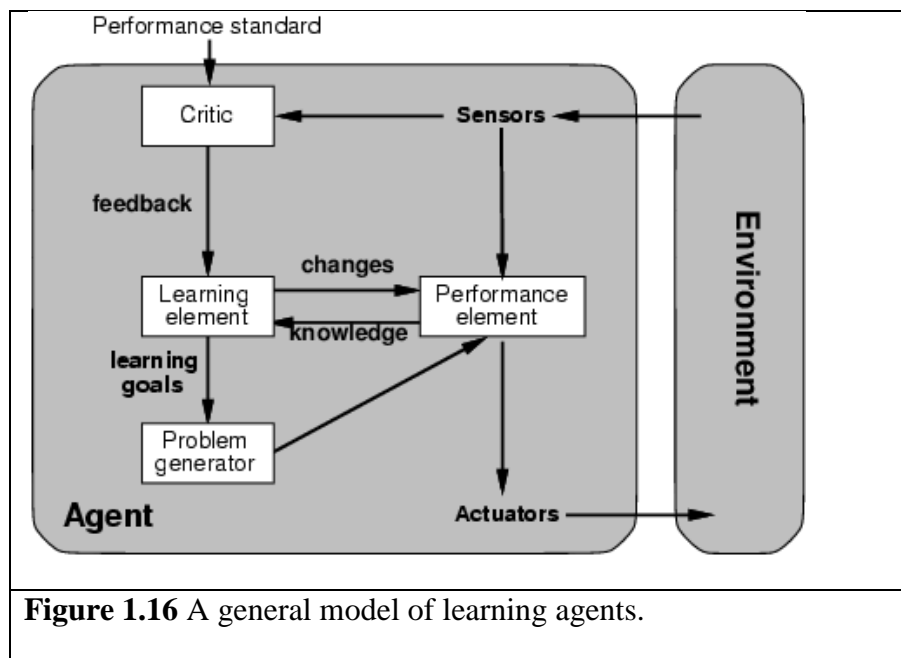 Performance standard
Critic
Sensors
feedback
changes
Learning
element
Performance
element
knowledge
learning
goals
Problem
generator
Agent
Actuators
Environment
Figure 1.16 A general model of learning agents.